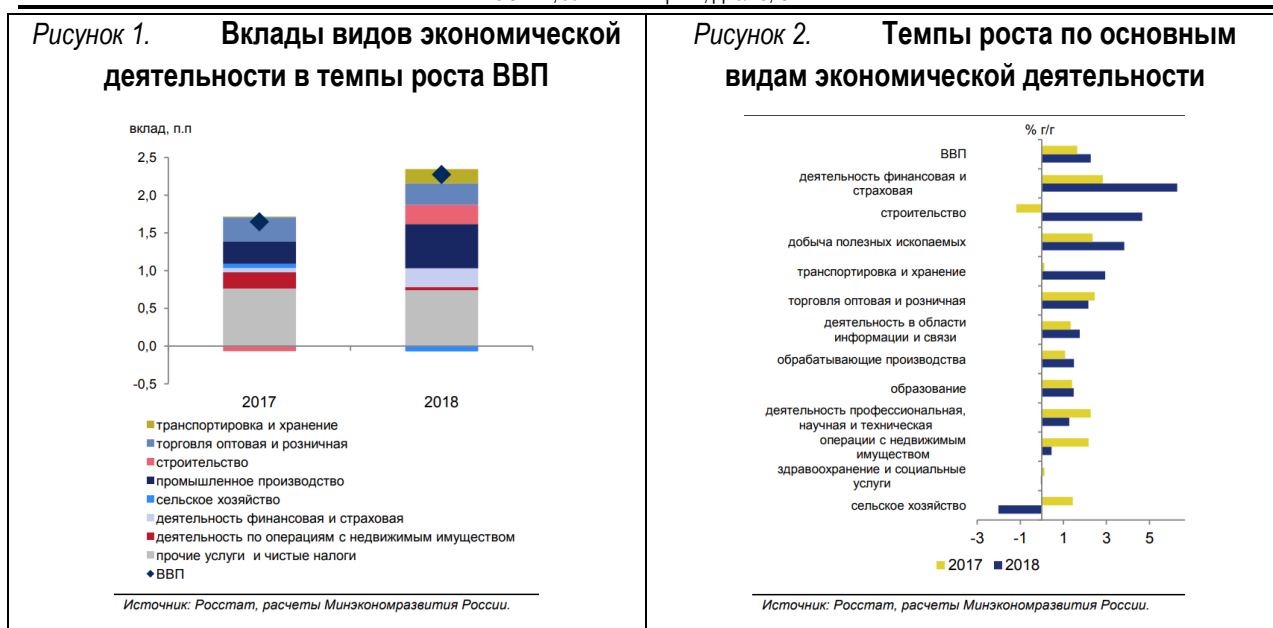 Рисунок 1. Вклады видов экономической
деятельности в темпы роста ВВП
вклад, п.п
2,5
2,0
1,5
1,0
0,5
0,0
-0,5
2017 2018
транспортировка и хранение
торговля оптовая и розничная
строительство
промышленное производство
сельское хозяйство
деятельность финансовая и страховая
деятельность по операциям с недвижимым имуществом
прочие услуги и чистые налоги
ВВП
Источник: Росстат, расчеты Минэкономразвития России.
Рисунок 2. Темпы роста по основным
видам экономической деятельности
% г/г
ВВП
деятельность финансовая и
страховая
строительство
добыча полезных ископаемых
транспортировка и хранение
торговля оптовая и розничная
деятельность в области
информации и связи
обрабатывающие производства
образование
деятельность профессиональная,
научная и техническая
операции с недвижимым
имуществом
здравоохранение и социальные
услуги
сельское хозяйство
-3 -1 1 3 5
2017 2018
Источник: Росстат, расчеты Минэкономразвития России.